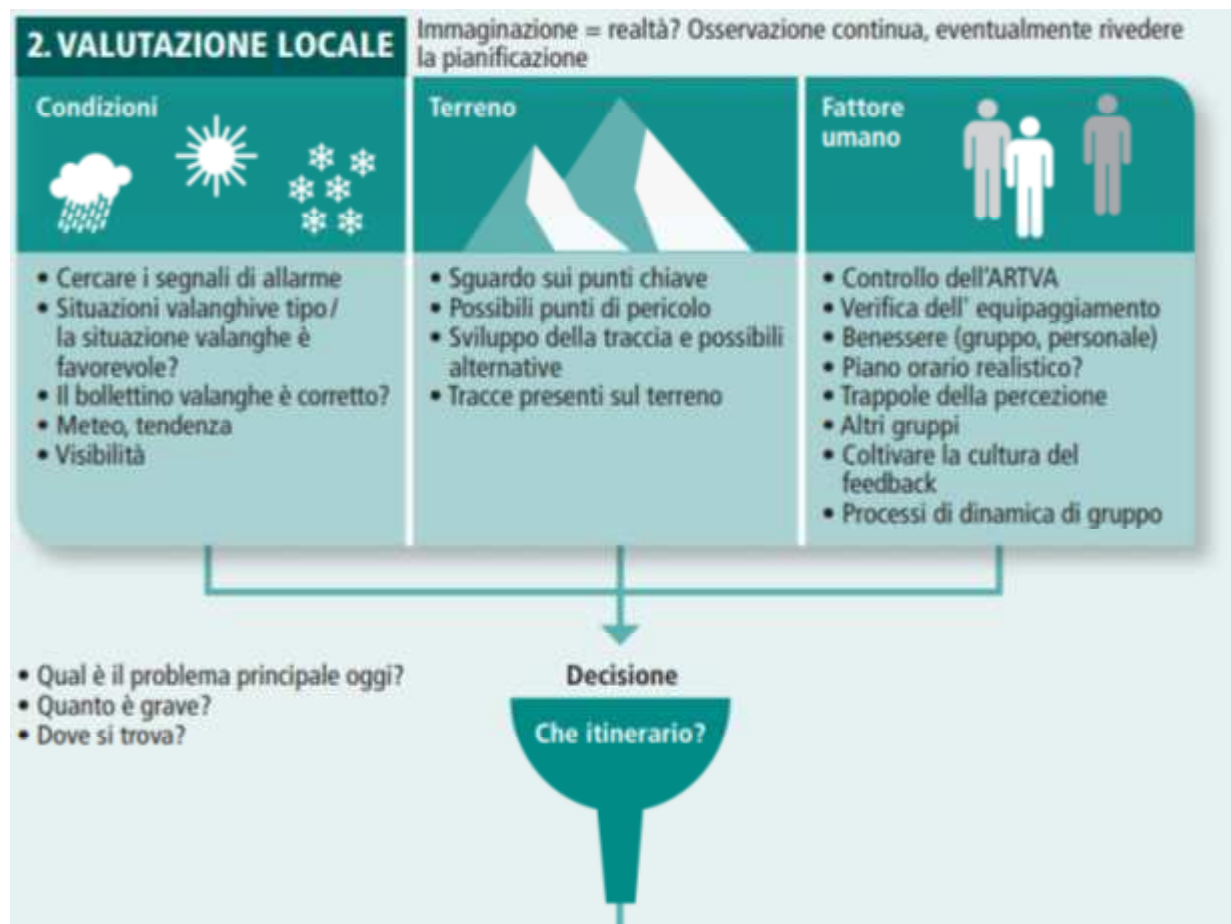 2. VALUTAZIONE LOCALE
Immaginazione = realtà? Osservazione continua, eventualmente rivedere
la pianificazione
Condizioni
• Cercare i segnali di allarme
• Situazioni valanghive tipo /
la situazione valanghe è
favorevole?
• Il bollettino valanghe è corretto?
• Meteo, tendenza
• Visibilità
Terreno
• Sguardo sui punti chiave
• Possibili punti di pericolo
• Sviluppo della traccia e possibili
alternative
• Tracce presenti sul terreno
Fattore
umano
• Controllo dell'ARTVA
• Verifica dell' equipaggiamento
• Benessere (gruppo, personale)
• Piano orario realistico?
• Trappole della percezione
• Altri gruppi
• Coltivare la cultura del
feedback
• Processi di dinamica di gruppo
• Qual è il problema principale oggi?
• Quanto è grave?
• Dove si trova?
Decisione
Che itinerario?